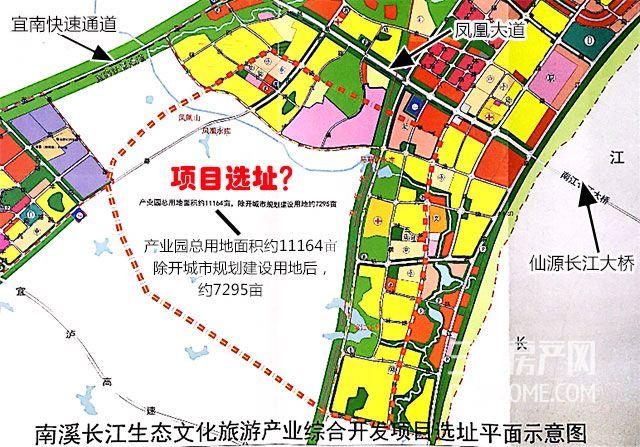 宜南快速通道
凤凰大道
凤凰山
凤凰水库
江
南
大桥
项目选址?
产业园总用地面积约11164亩,除开城市规划建设用地约7295亩
产业园总用地面积约11164亩
除开城市规划建设用地后,
约7295亩
仙源长江大桥
宜
泸
高
速
长
房产网
OME.COM
南溪长江生态文化旅游产业综合开发项目选址平面示意图